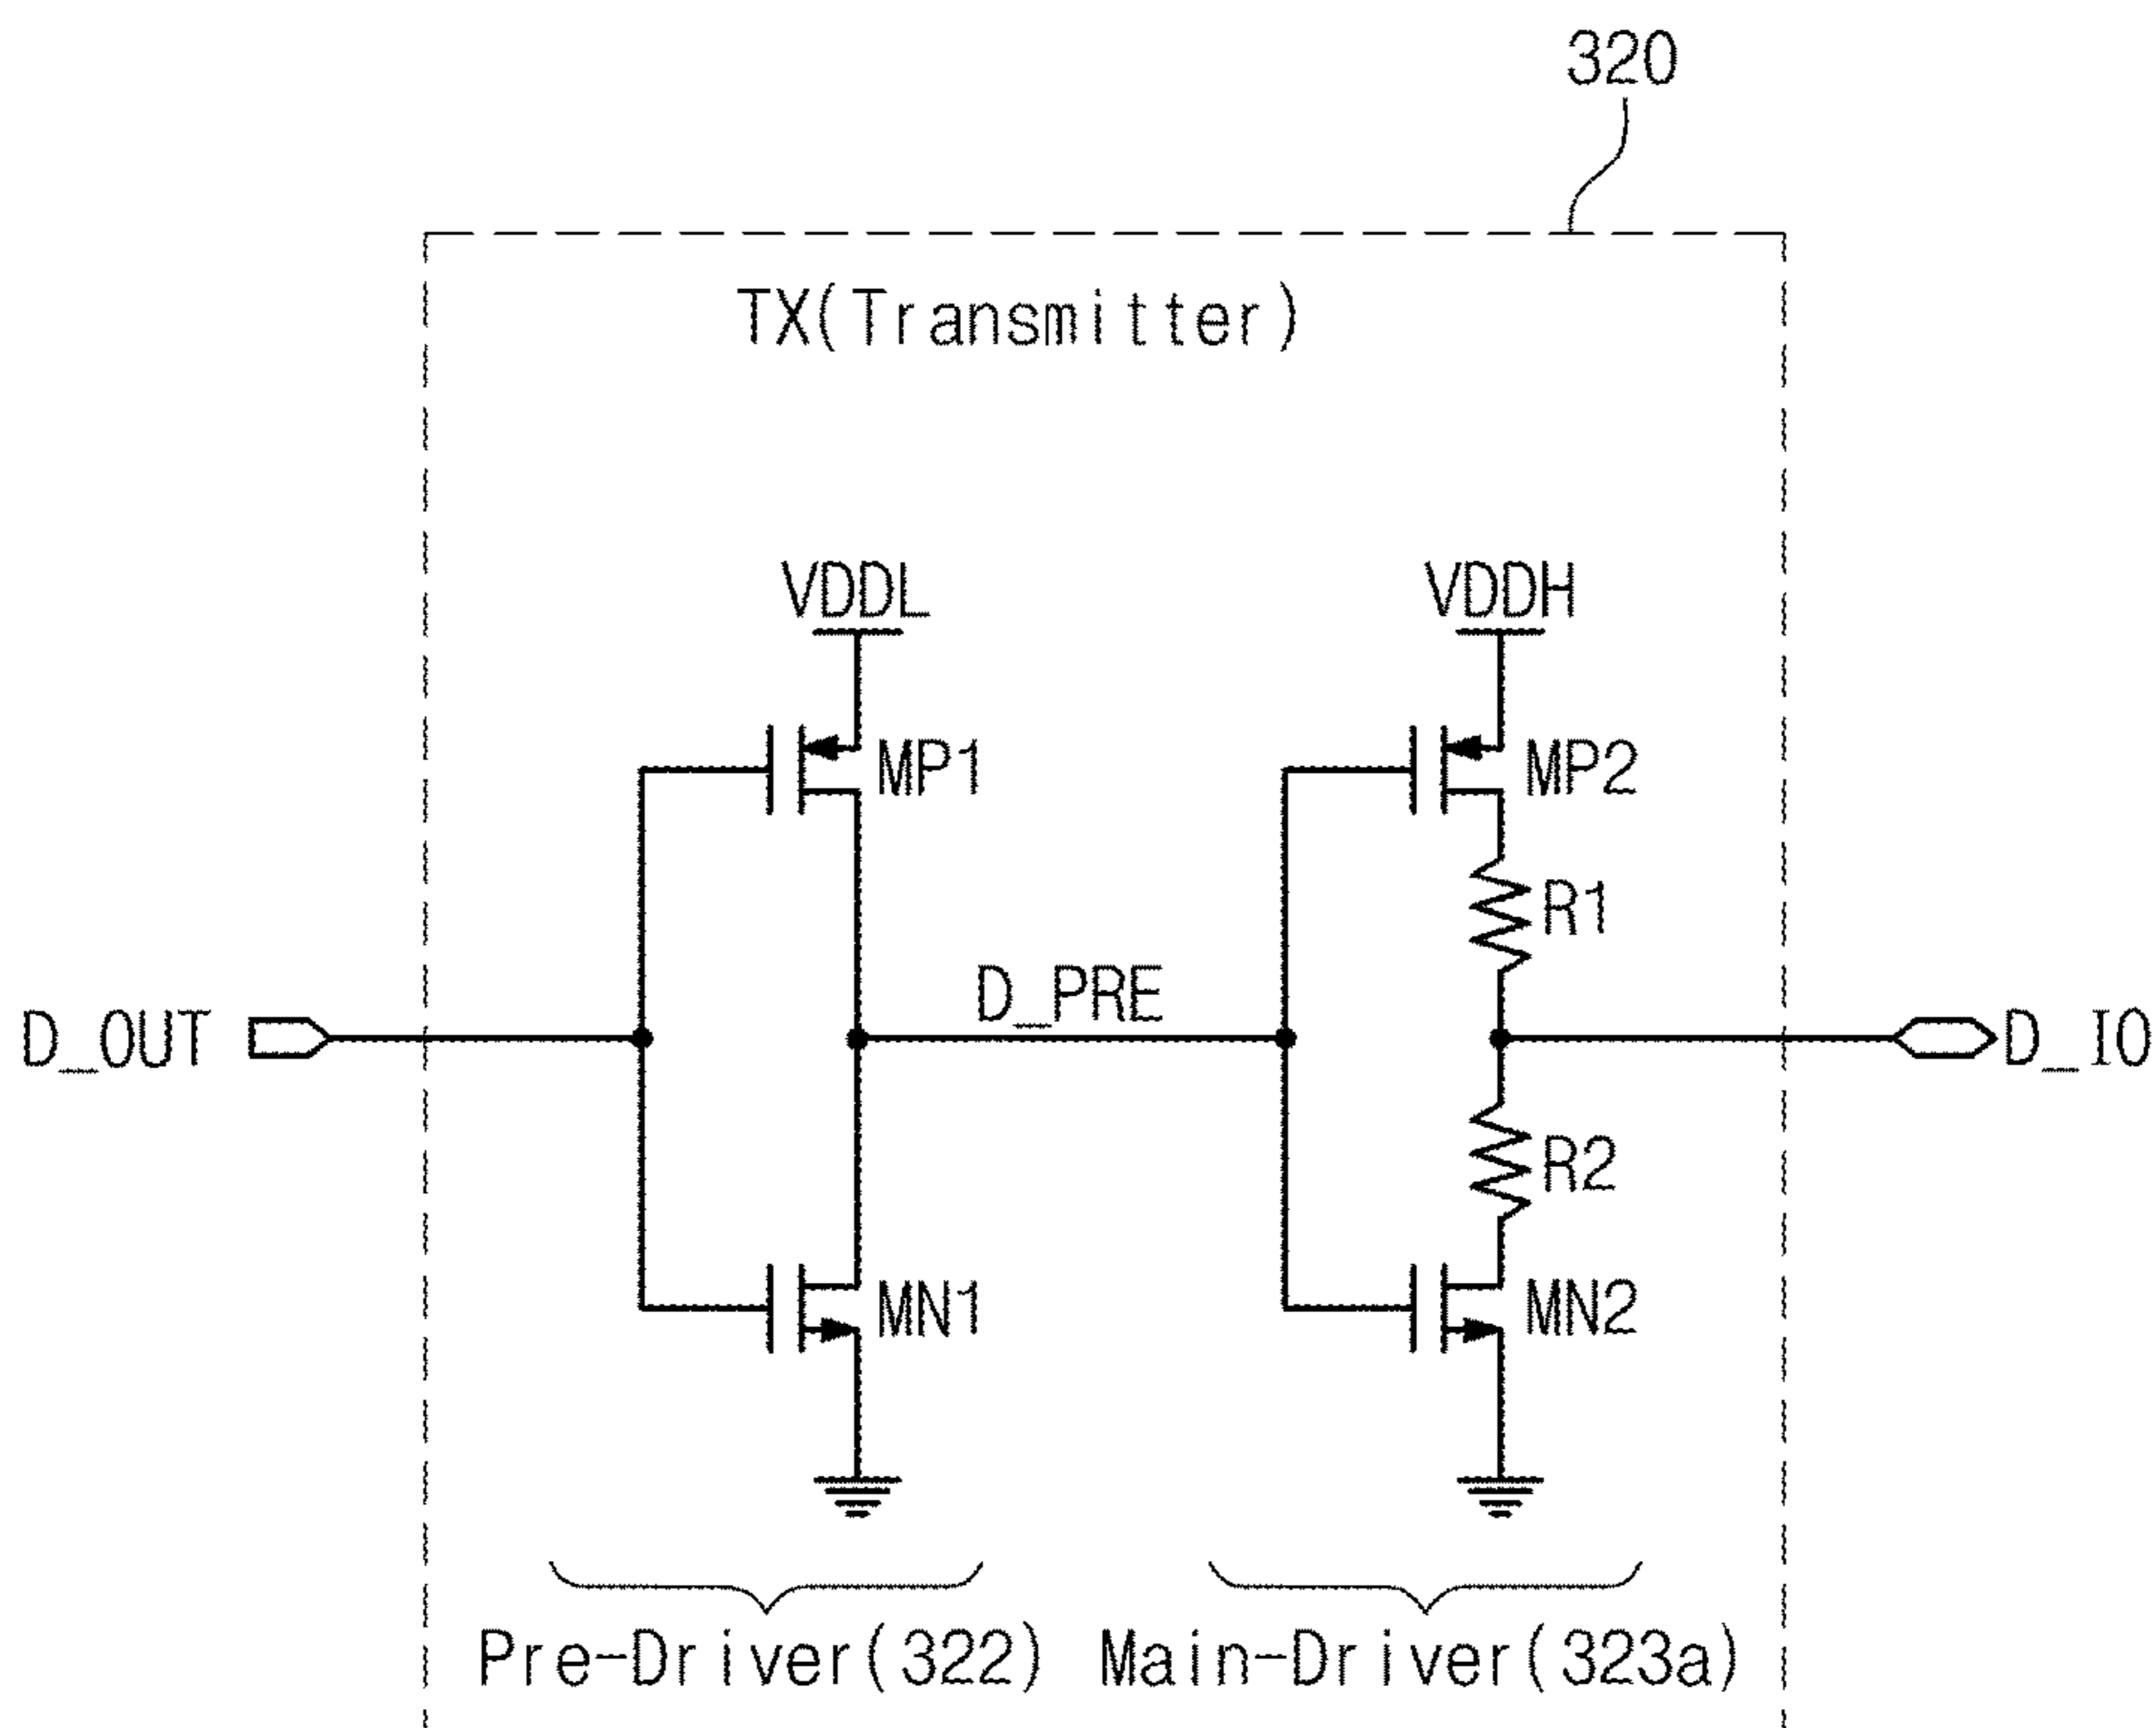 320
TX(Transmitter)
VDDL
VDDH
MP1
MP2
R1
D_PRE
D_OUT
D_IO
R2
MN1
MN2
Pre-Driver(322)
Main-Driver(323a)